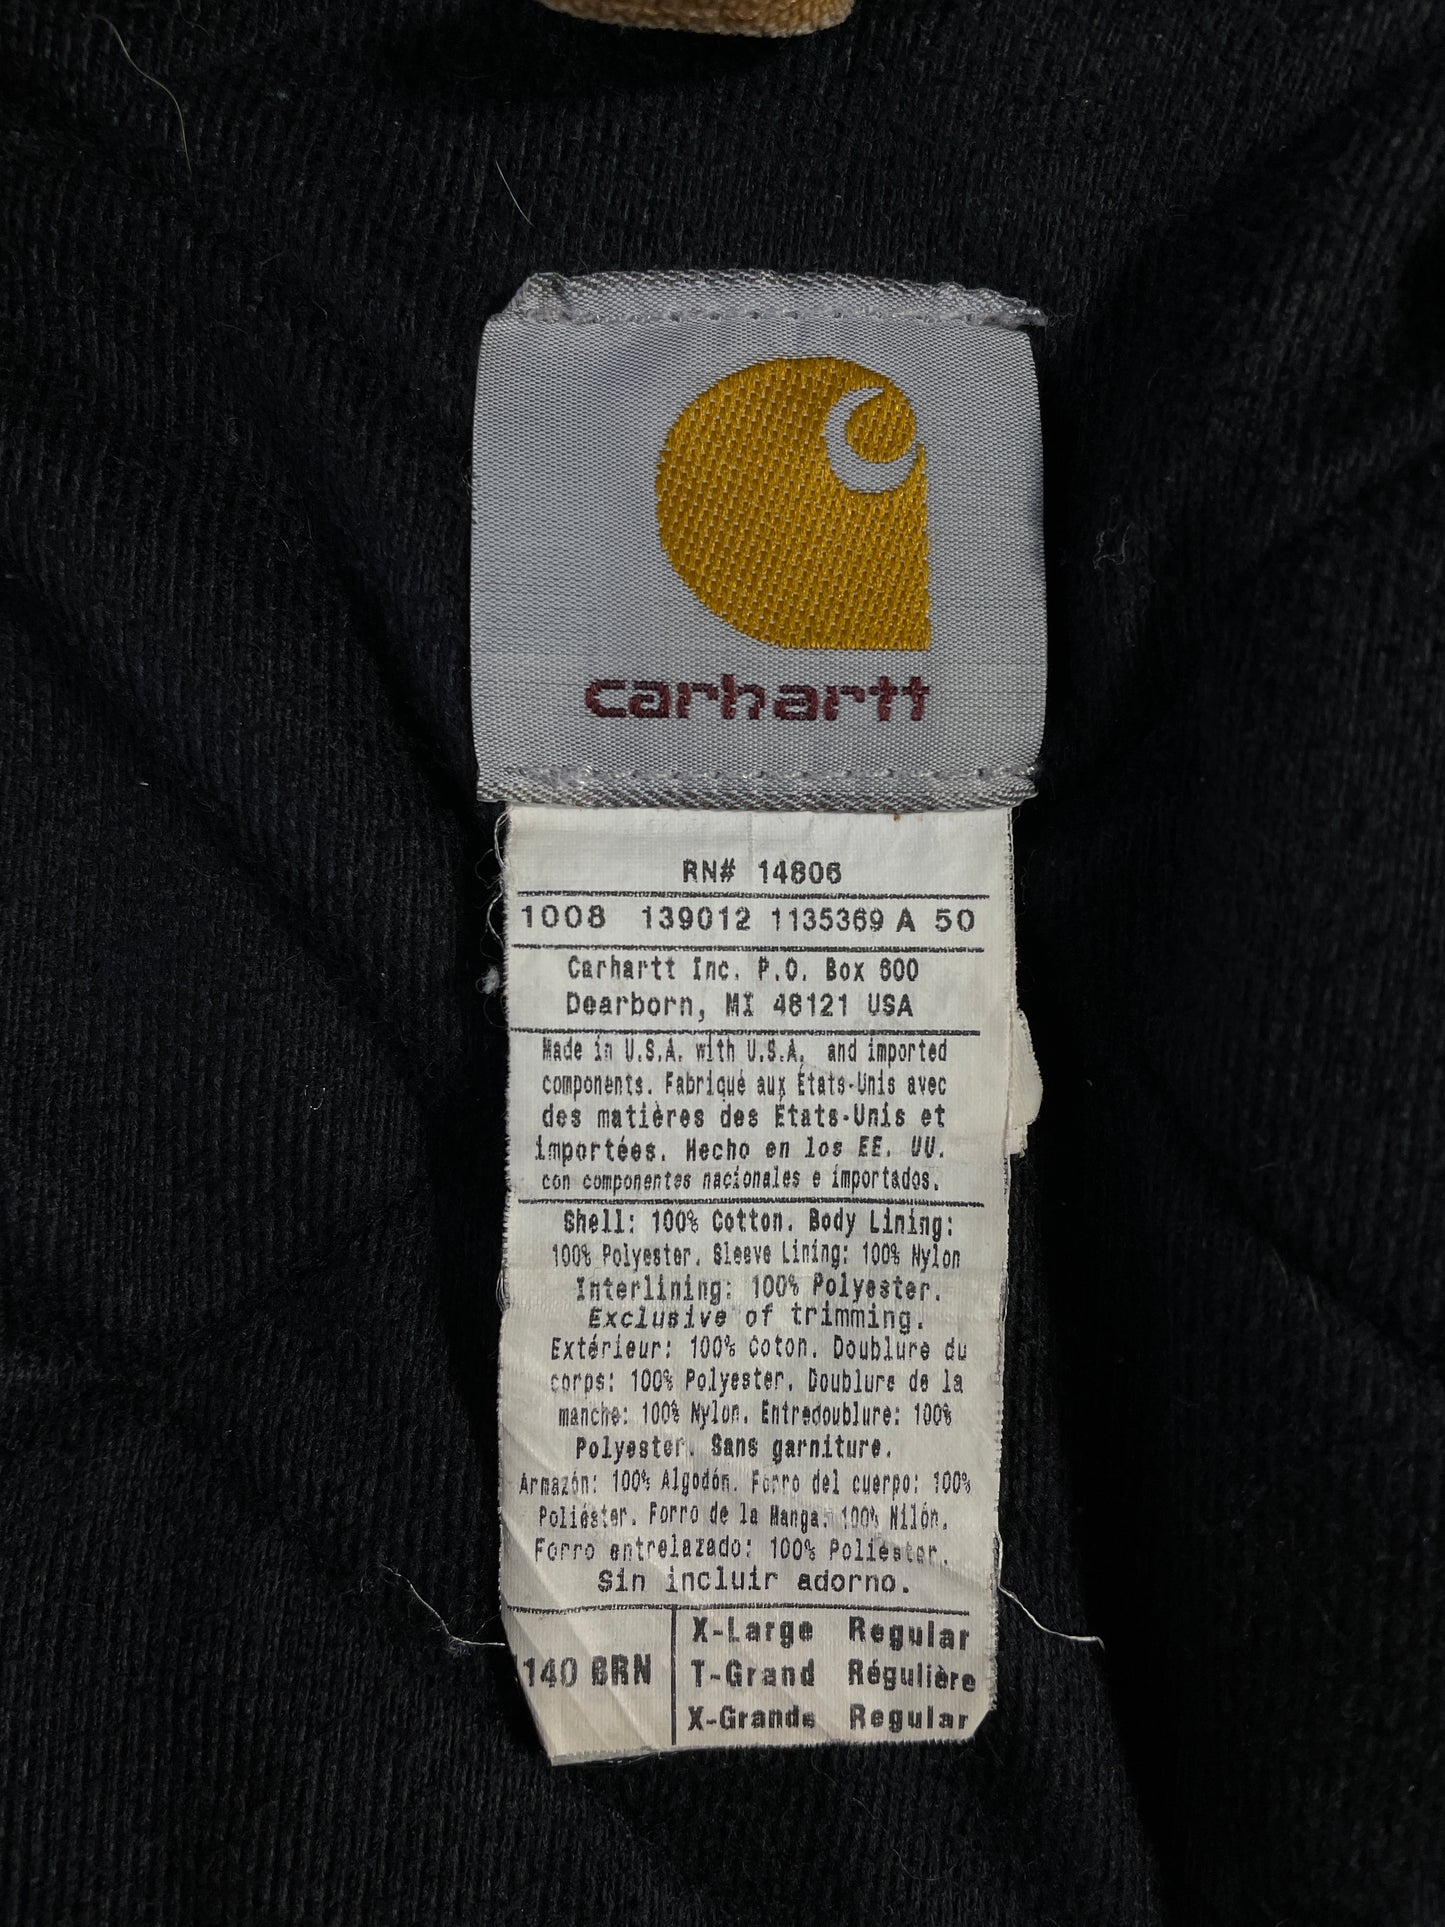 carhartt
RN# 14806
1008 139012 1135369 A 50
Carhartt Inc. P.O. Box 600
Dearborn, MI 48121 USA
Made in U.S.A. with U.S.A. and imported
components. Fabriqué aux États-Unis avec
des matières des États-Unis et
importées. Hecho en los EE. UU.
con componentes nacionales e importados.
Shell: 100% Cotton. Body Lining:
100% Polyester. Sleeve Lining: 100% Nylon
Interlining: 100% Polyester.
Exclusive of trimming.
Extérieur: 100% Coton. Doublure du
corps: 100% Polyester. Doublure de la
manche: 100% Nylon. Entredoublure: 100%
Polyester. Sans garniture.
Armazón: 100% Algodón. Forro del cuerpo: 100%
Poliéster. Forro de la Manga: 100% Nilón.
Forro entrelazado: 100% Poliéster.
Sin incluir adorno.
140 BRN
X-Large Regular
T-Grand Régulière
X-Grande Regular